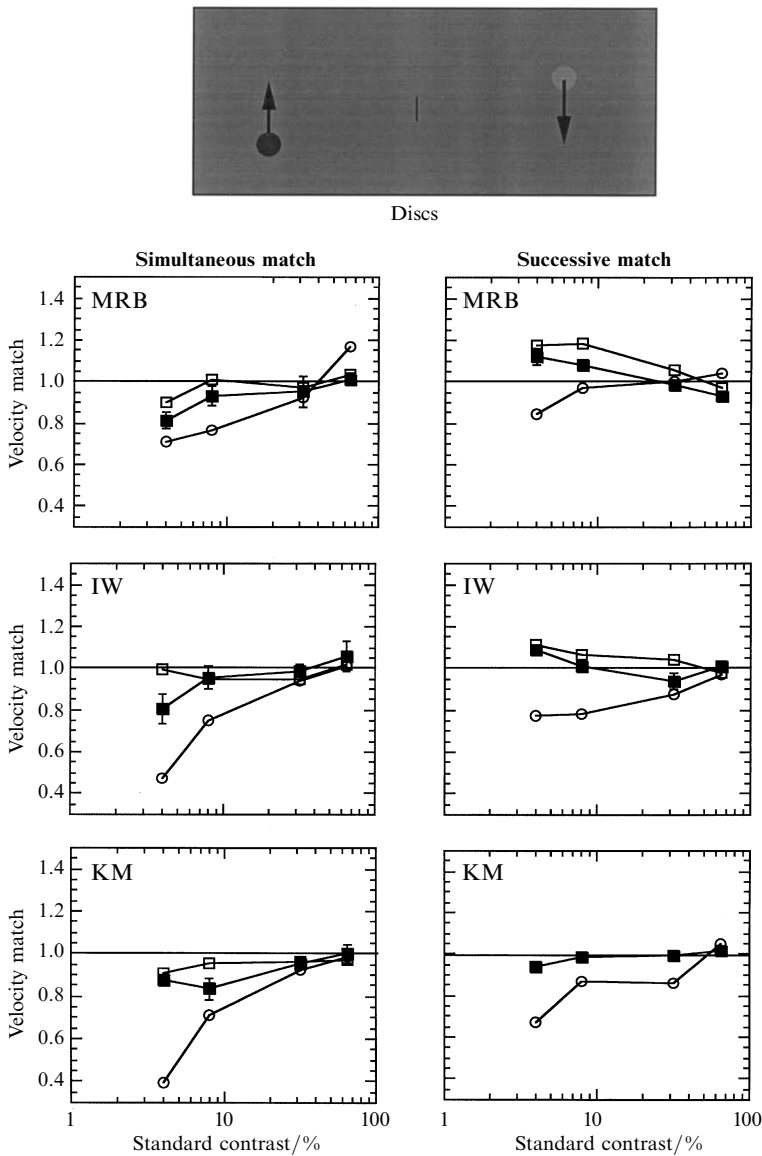 Discs
Simultaneous match
Successive match
MRB
MRB
1.4
1.2
1.0
0.8
0.6
0.4
Velocity match
IW
IW
1.4
1.2
1.0
0.8
0.6
0.4
Velocity match
KM
KM
1.4
1.2
1.0
0.8
0.6
0.4
Velocity match
1 10 100
1 10 100
Standard contrast/%
Standard contrast/%